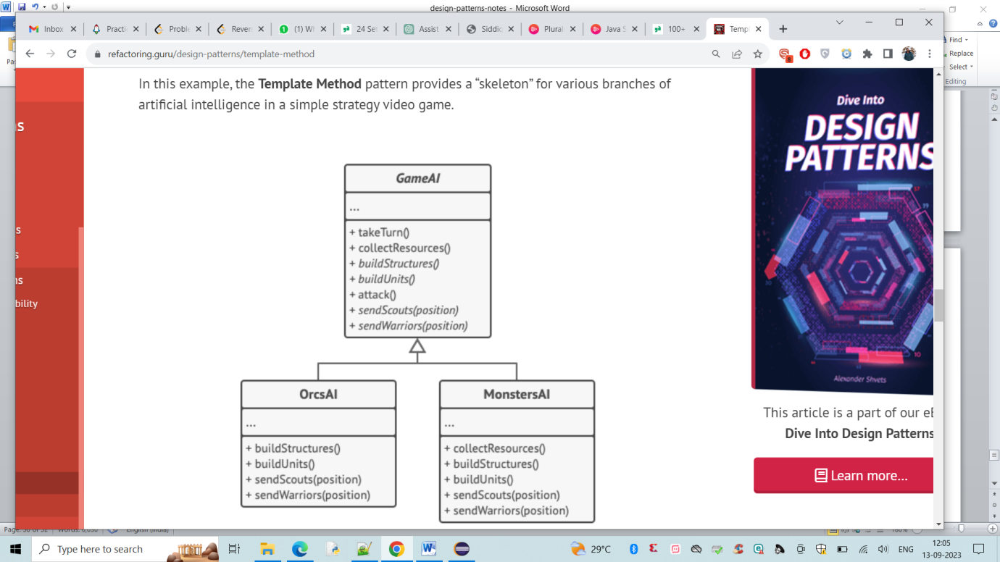 design-patterns-notes - Microsoft Word
Inbox
Practi
Proble
Rever
(1) W
24 Se
Assist
Siddic
Plural
Java S
100+
Temp
refactoring.guru/design-patterns/template-method
8
Find
Replace
Select
Editing
In this example, the Template Method pattern provides a “skeleton” for various branches of
artificial intelligence in a simple strategy video game.
s
s
s
ns
bility
GameAI
...
+ takeTurn()
+ collectResources()
+ buildStructures()
+ buildUnits()
+ attack()
+ sendScouts(position)
+ sendWarriors(position)
OrcsAI
...
+ buildStructures()
+ buildUnits()
+ sendScouts(position)
+ sendWarriors(position)
MonstersAI
...
+ collectResources()
+ buildStructures()
+ buildUnits()
+ sendScouts(position)
+ sendWarriors(position)
Dive Into
DESIGN
PATTERNS
Alexander Shvets
This article is a part of our eB
Dive Into Design Patterns
Learn more...
Type here to search
29°C
ENG
12:05
13-09-2023